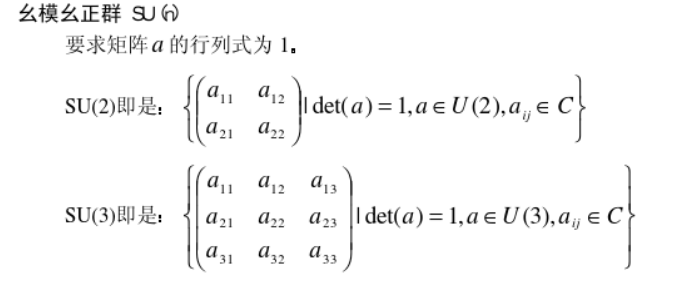 幺模幺正群 SU(n)
要求矩阵 a 的行列式为 1。
SU(2)即是: {(a₁₁ a₁₂
a₂₁ a₂₂) | det(a) = 1, a ∈ U(2), aᵢⱼ ∈ C}
SU(3)即是: {(a₁₁ a₁₂ a₁₃
a₂₁ a₂₂ a₂₃
a₃₁ a₃₂ a₃₃) | det(a) = 1, a ∈ U(3), aᵢⱼ ∈ C}